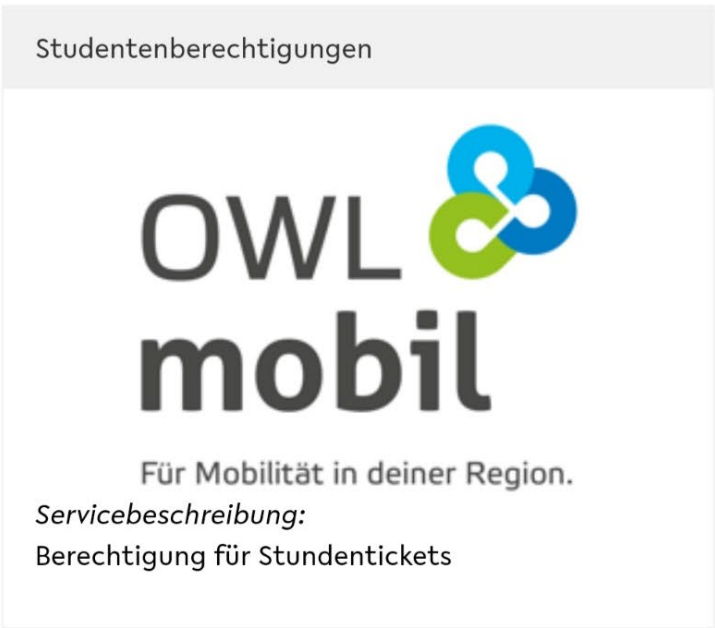 Studentenberechtigungen
OWL
mobil
Für Mobilität in deiner Region.
Servicebeschreibung:
Berechtigung für Stundentickets